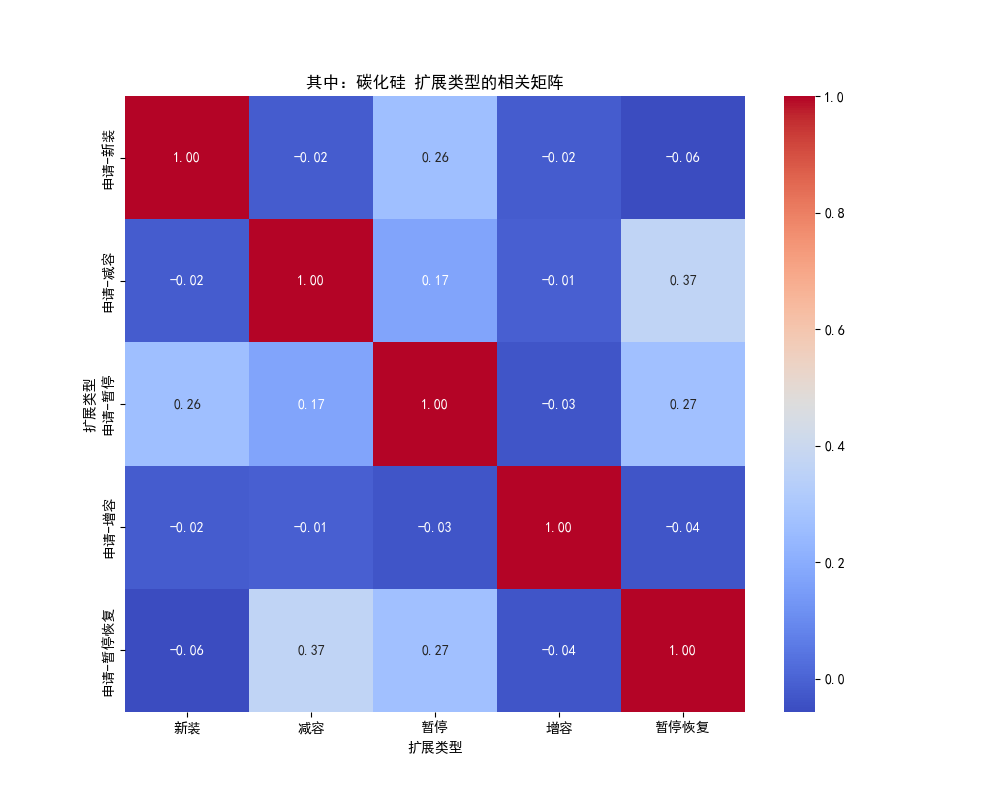 其中：碳化硅 扩展类型的相关矩阵
申请-新装
1.00 -0.02 0.26 -0.02 -0.06
申请-减容
-0.02 1.00 0.17 -0.01 0.37
扩展类型
申请-暂停
0.26 0.17 1.00 -0.03 0.27
申请-增容
-0.02 -0.01 -0.03 1.00 -0.04
申请-暂停恢复
-0.06 0.37 0.27 -0.04 1.00
新装 减容 暂停 增容 暂停恢复
扩展类型
1.0
0.8
0.6
0.4
0.2
0.0